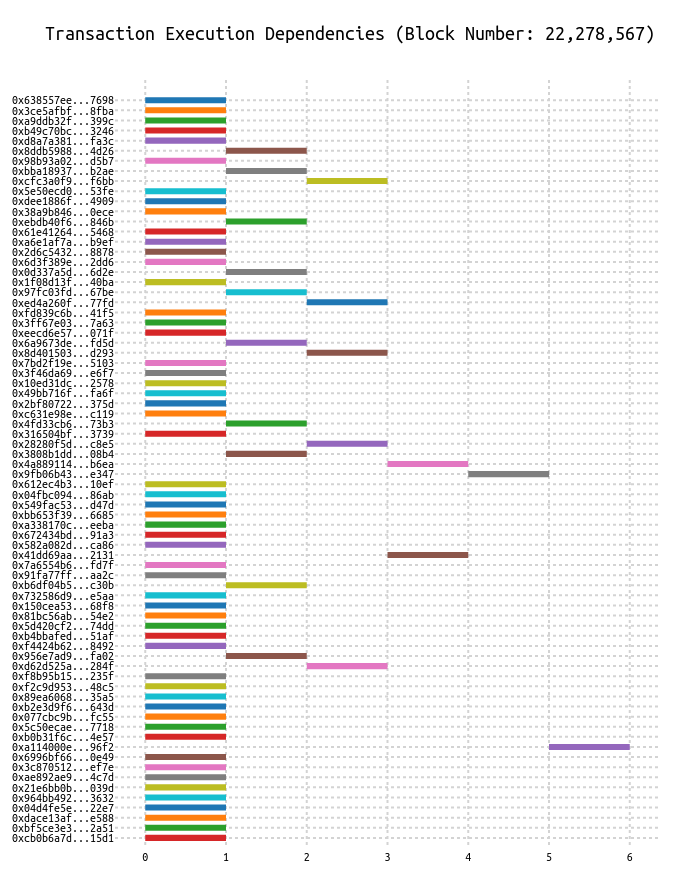 Transaction Execution Dependencies (Block Number: 22,278,567)
0x638557ee...7698
0x3ce5afbf...8fba
0xa9ddb32f...399c
0xb49c70bc...3246
0xd8a7a381...fa3c
0x8ddb5988...4d26
0x98b93a02...d5b7
0xbba18937...b2ae
0xcfc3a0f9...f6bb
0x5e50ecd0...53fe
0xdee1886f...4909
0x38a9b846...0ece
0xebdb40f6...846b
0x61e41264...5468
0xa6e1af7a...b9ef
0x2d6c5432...8878
0x6d3f389e...2dd6
0x0d337a5d...6d2e
0x1f08d13f...40ba
0x97fc03fd...67be
0xed4a260f...77fd
0xfd839c6b...41f5
0x3ff67e03...7a63
0xeecd6e57...071f
0x6a9673de...fd5d
0x8d401503...d293
0x7bd2f19e...5103
0x3f46da69...e6f7
0x10ed31dc...2578
0x49bb716f...fa6f
0x2bf80722...375d
0xc631e98e...c119
0x4fd33cb6...73b3
0x316504bf...3739
0x28280f5d...c8e5
0x3808b1dd...08b4
0x4a889114...b6ea
0x9fb06b43...e347
0x612ec4b3...10ef
0x04fbc094...86ab
0x549fac53...d47d
0xbb653f39...6685
0xa338170c...eeba
0x672434bd...91a3
0x582a082d...ca86
0x41dd69aa...2131
0x7a6554b6...fd7f
0x91fa77ff...aa2c
0xb6df04b5...c30b
0x732586d9...e5aa
0x150cea53...68f8
0x81bc56ab...54e2
0x5d420cf2...74dd
0xb4bbafed...51af
0xf4424b62...8492
0x956e7ad9...fa02
0xd62d525a...284f
0xf8b95b15...235f
0xf2c9d953...48c5
0x89ea6068...35a5
0xb2e3d9f6...643d
0x077cbc9b...fc55
0x5c50ecae...7718
0xb0b31f6c...4e57
0xa114000e...96f2
0x6996bf66...0e49
0x3c870512...ef7e
0xae892ae9...4c7d
0x21e6bb0b...039d
0x964bb492...3632
0x04d4fe5e...22e7
0xdace13af...e588
0xbf5ce3e3...2a51
0xcb0b6a7d...15d1
0 1 2 3 4 5 6